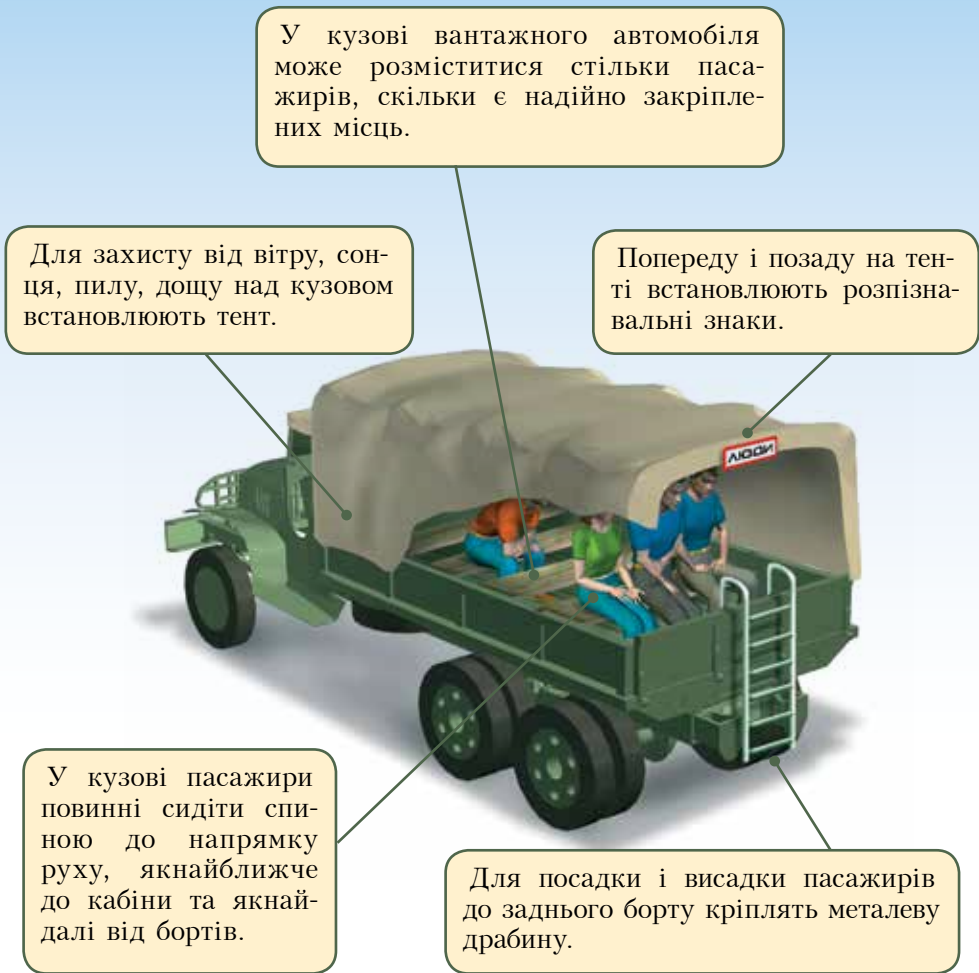 У кузові вантажного автомобіля
може розміститися стільки паса-
жирів, скільки є надійно закріпле-
них місць.
Для захисту від вітру, сон-
ця, пилу, дощу над кузовом
встановлюють тент.
Попереду і позаду на тен-
ті встановлюють розпізна-
вальні знаки.
ЛЮДИ
У кузові пасажири
повинні сидіти спи-
ною до напрямку
руху, якнайближче
до кабіни та якнай-
далі від бортів.
Для посадки і висадки пасажирів
до заднього борту кріплять металеву
драбину.